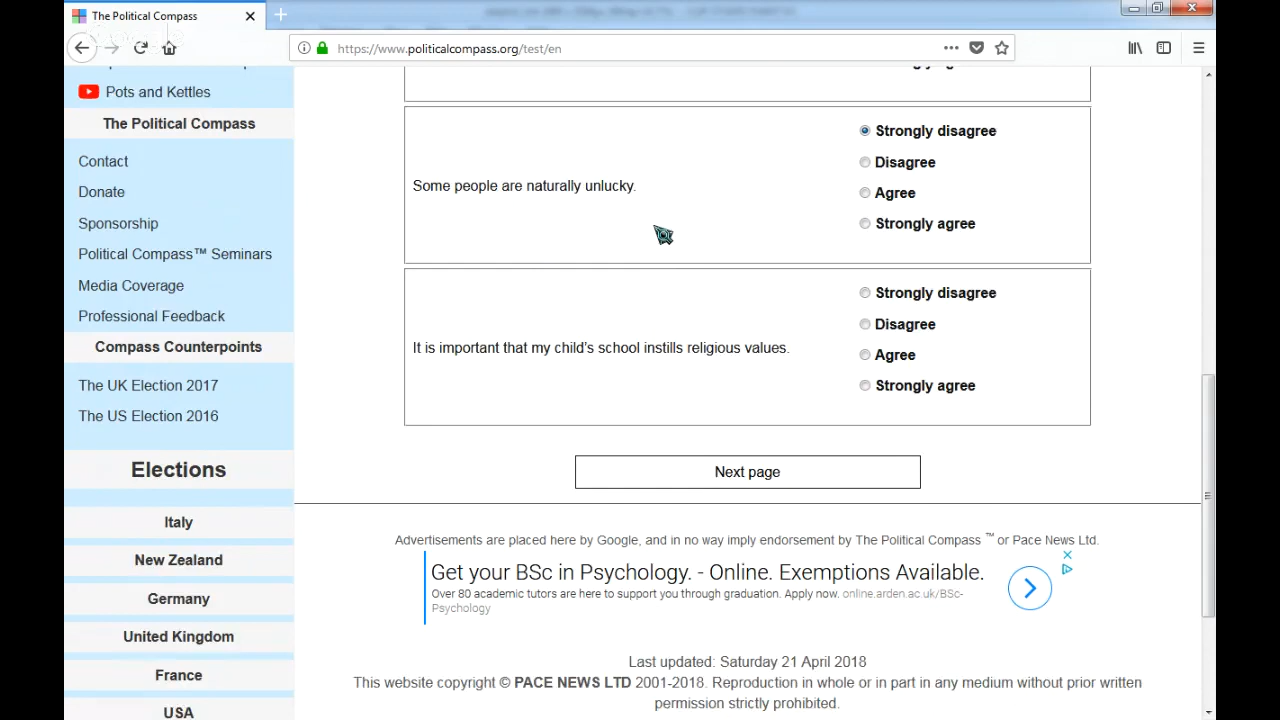 The Political Compass
https://www.politicalcompass.org/test/en
Pots and Kettles
The Political Compass
Contact
Donate
Sponsorship
Political Compass™ Seminars
Media Coverage
Professional Feedback
Compass Counterpoints
The UK Election 2017
The US Election 2016
Elections
Italy
New Zealand
Germany
United Kingdom
France
USA
Some people are naturally unlucky.
Strongly disagree
Disagree
Agree
Strongly agree
It is important that my child's school instills religious values.
Strongly disagree
Disagree
Agree
Strongly agree
Next page
Advertisements are placed here by Google, and in no way imply endorsement by The Political Compass ™ or Pace News Ltd.
Get your BSc in Psychology. - Online. Exemptions Available.
Over 80 academic tutors are here to support you through graduation. Apply now. online.arden.ac.uk/BSc-
Psychology
Last updated: Saturday 21 April 2018
This website copyright © PACE NEWS LTD 2001-2018. Reproduction in whole or in part in any medium without prior written
permission strictly prohibited.